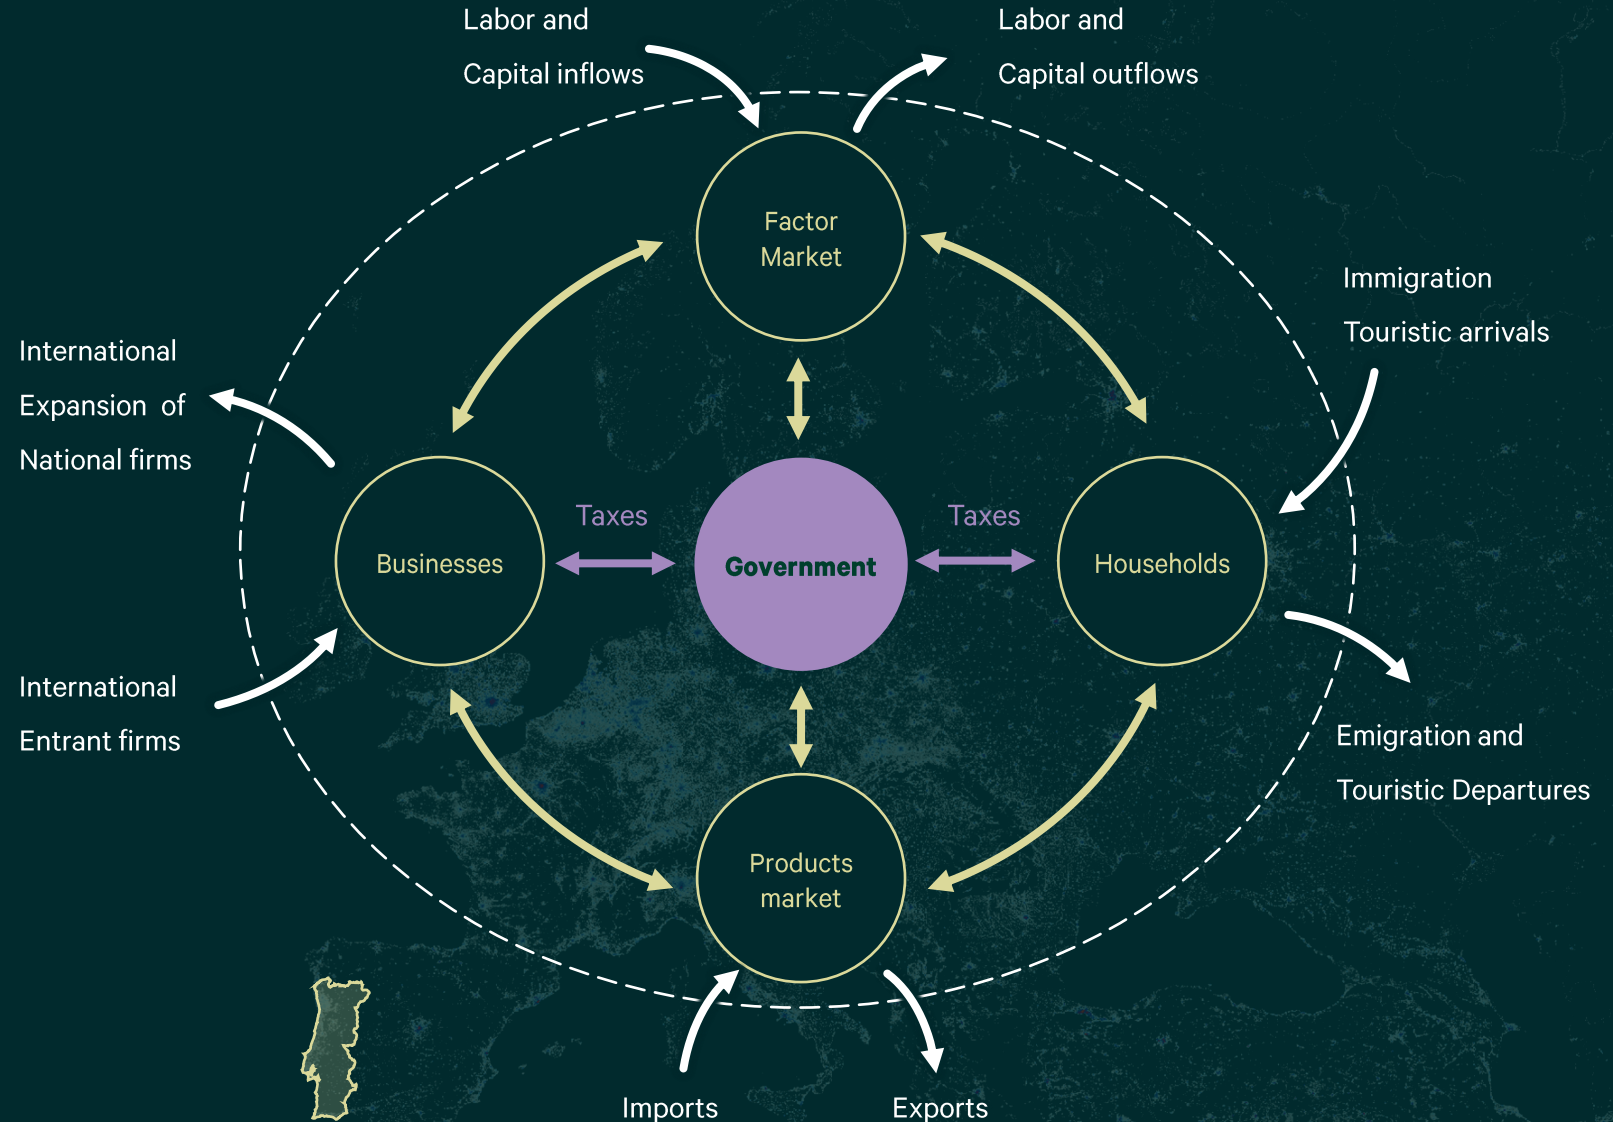 Labor and
Capital inflows
Labor and
Capital outflows
Factor
Market
Immigration
Touristic arrivals
International
Expansion of
National firms
Taxes
Taxes
Businesses
Government
Households
International
Entrant firms
Emigration and
Touristic Departures
Products
market
Imports
Exports